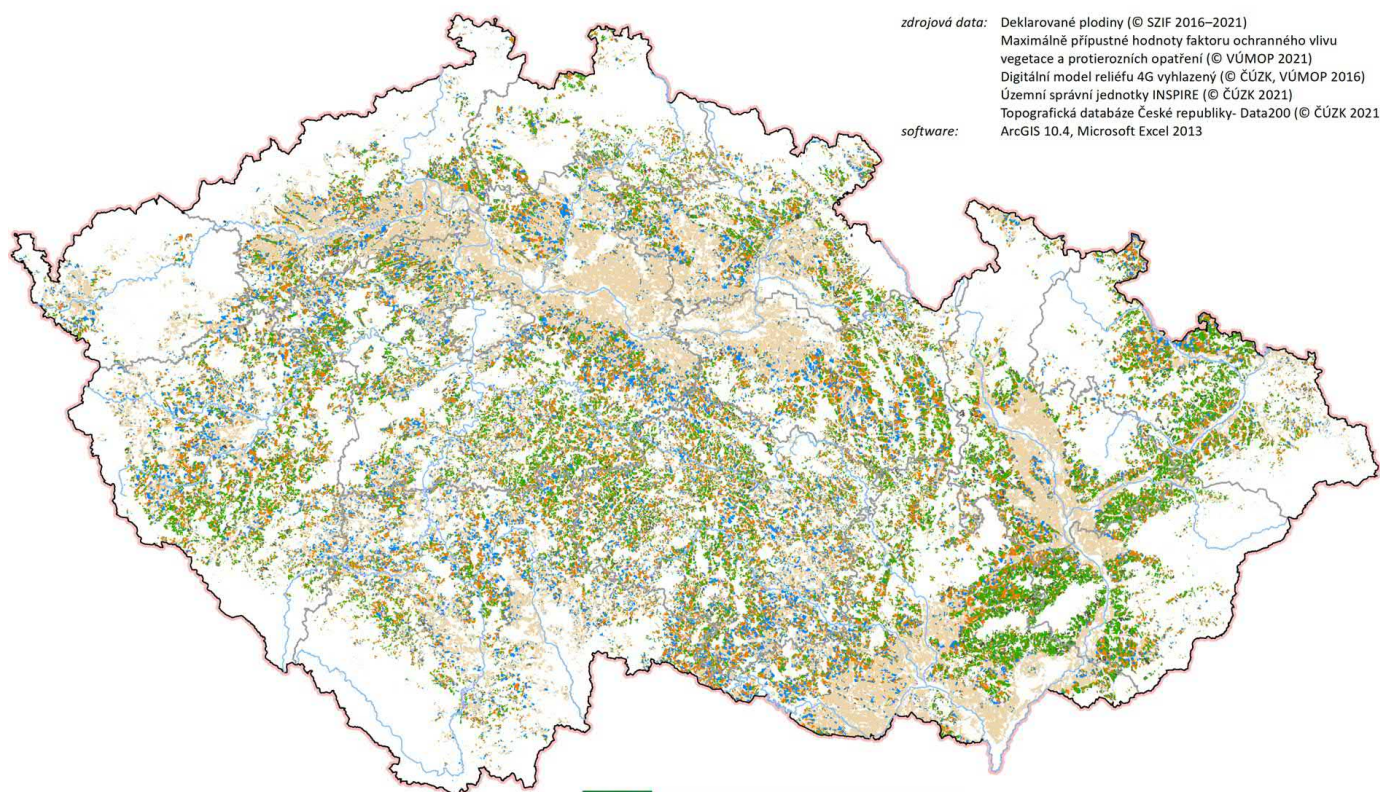 zdrojová data: Deklarované plodiny (© SZIF 2016–2021)
Maximálně přípustné hodnoty faktoru ochranného vlivu
vegetace a protierozních opatření (© VÚMOP 2021)
Digitální model reliéfu 4G vyhlazený (© ČÚZK, VÚMOP 2016)
Územní správní jednotky INSPIRE (© ČÚZK 2021)
Topografická databáze České republiky- Data200 (© ČÚZK 2021
software: ArcGIS 10.4, Microsoft Excel 2013